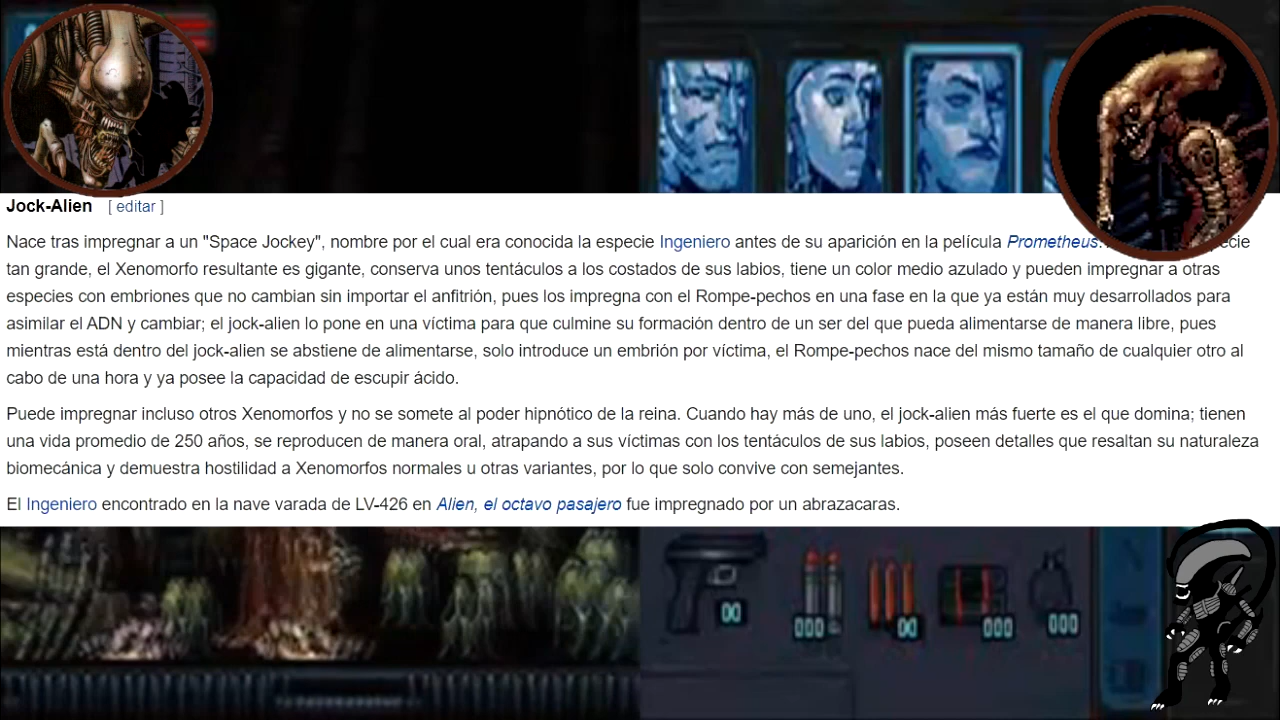 Jock-Alien [ editar ]
Nace tras impregnar a un "Space Jockey", nombre por el cual era conocida la especie Ingeniero antes de su aparición en la película Prometheus.
tan grande, el Xenomorfo resultante es gigante, conserva unos tentáculos a los costados de sus labios, tiene un color medio azulado y pueden impregnar a otras
especies con embriones que no cambian sin importar el anfitrión, pues los impregna con el Rompe-pechos en una fase en la que ya están muy desarrollados para
asimilar el ADN y cambiar; el jock-alien lo pone en una víctima para que culmine su formación dentro de un ser del que pueda alimentarse de manera libre, pues
mientras está dentro del jock-alien se abstiene de alimentarse, solo introduce un embrión por víctima, el Rompe-pechos nace del mismo tamaño de cualquier otro al
cabo de una hora y ya posee la capacidad de escupir ácido.
Puede impregnar incluso otros Xenomorfos y no se somete al poder hipnótico de la reina. Cuando hay más de uno, el jock-alien más fuerte es el que domina; tienen
una vida promedio de 250 años, se reproducen de manera oral, atrapando a sus víctimas con los tentáculos de sus labios, poseen detalles que resaltan su naturaleza
biomecánica y demuestra hostilidad a Xenomorfos normales u otras variantes, por lo que solo convive con semejantes.
El Ingeniero encontrado en la nave varada de LV-426 en Alien, el octavo pasajero fue impregnado por un abrazacaras.
00 000 00 000 000